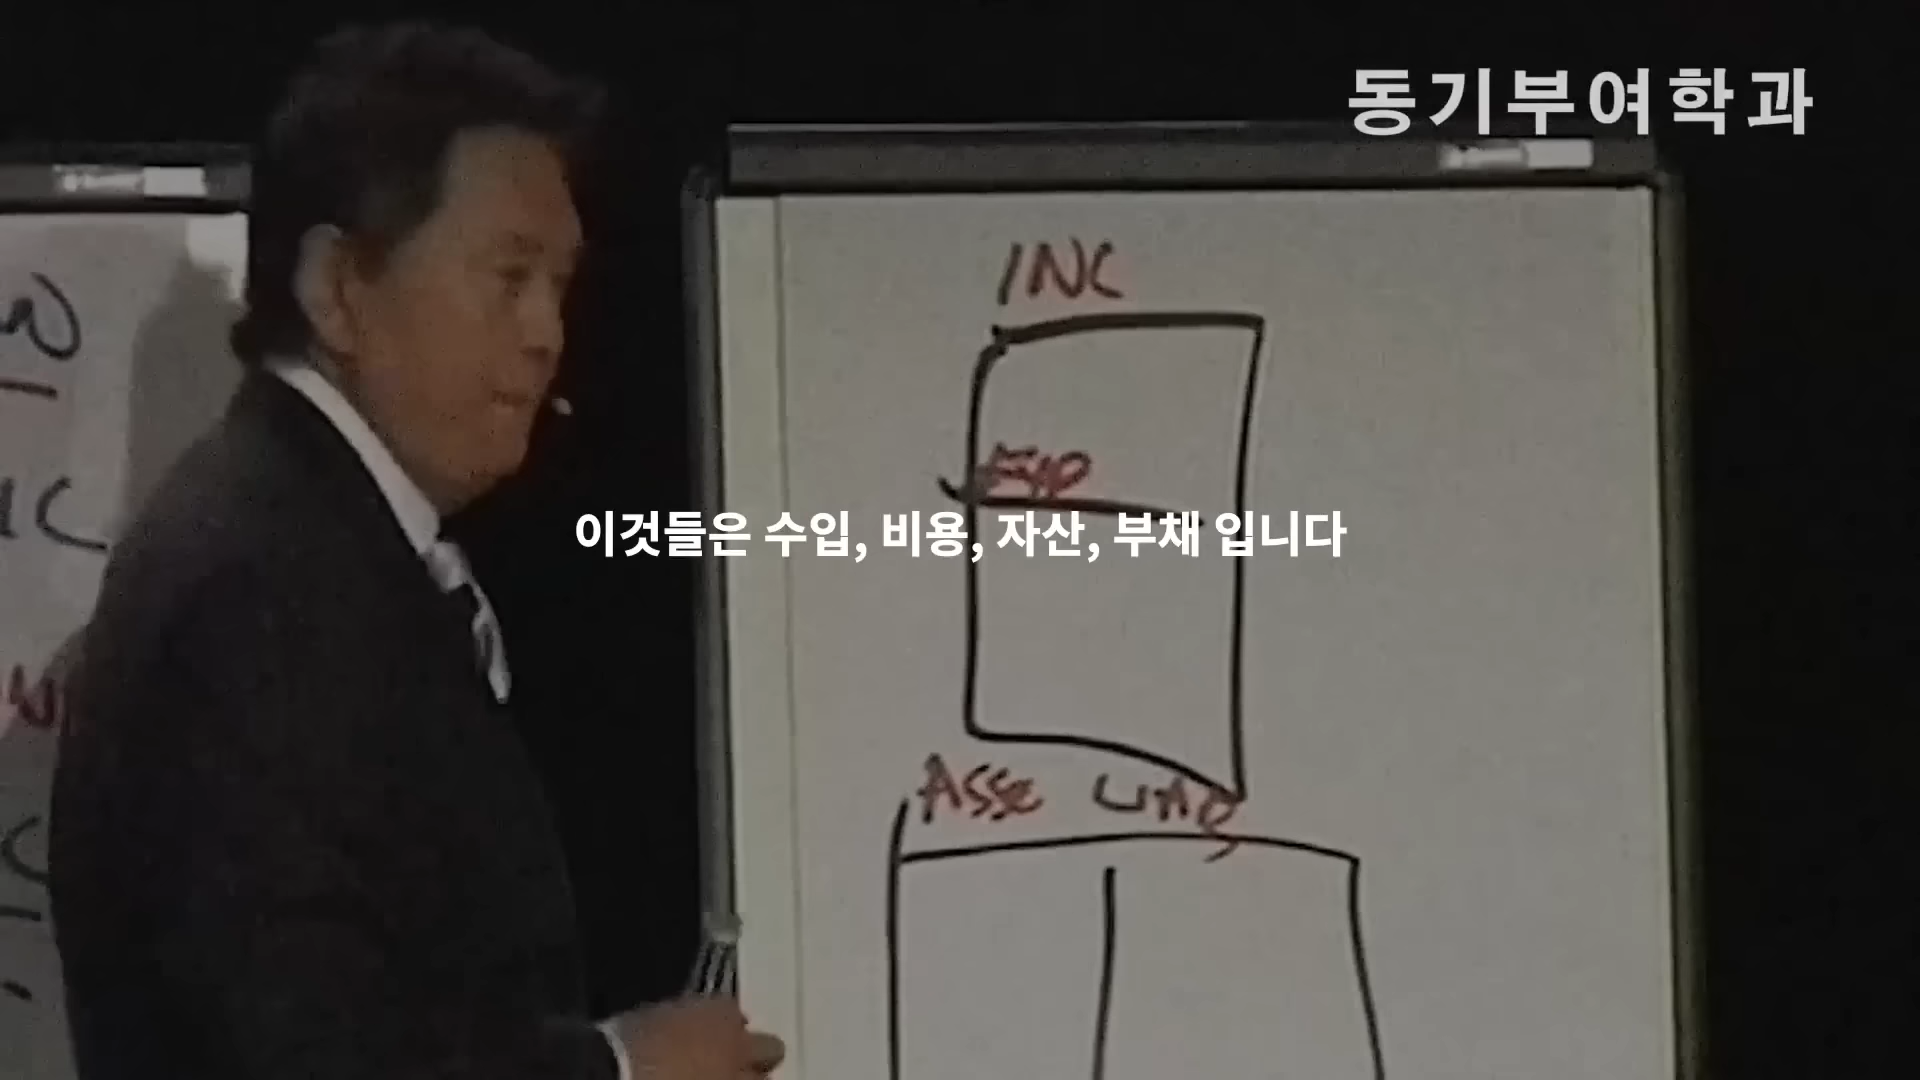 동기부여학과
INC
EXP
이것들은 수입, 비용, 자산, 부채 입니다
ASSE LIAB